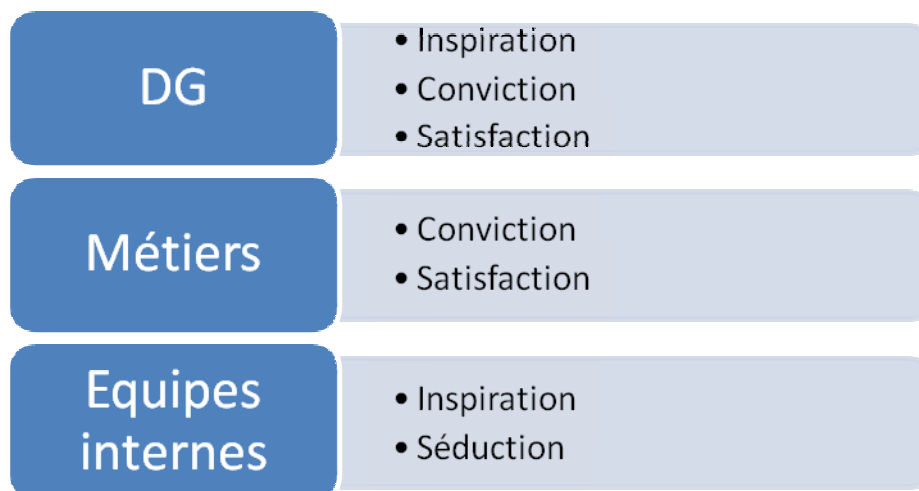 DG
• Inspiration
• Conviction
• Satisfaction
Métiers
• Conviction
• Satisfaction
Equipes
internes
• Inspiration
• Séduction